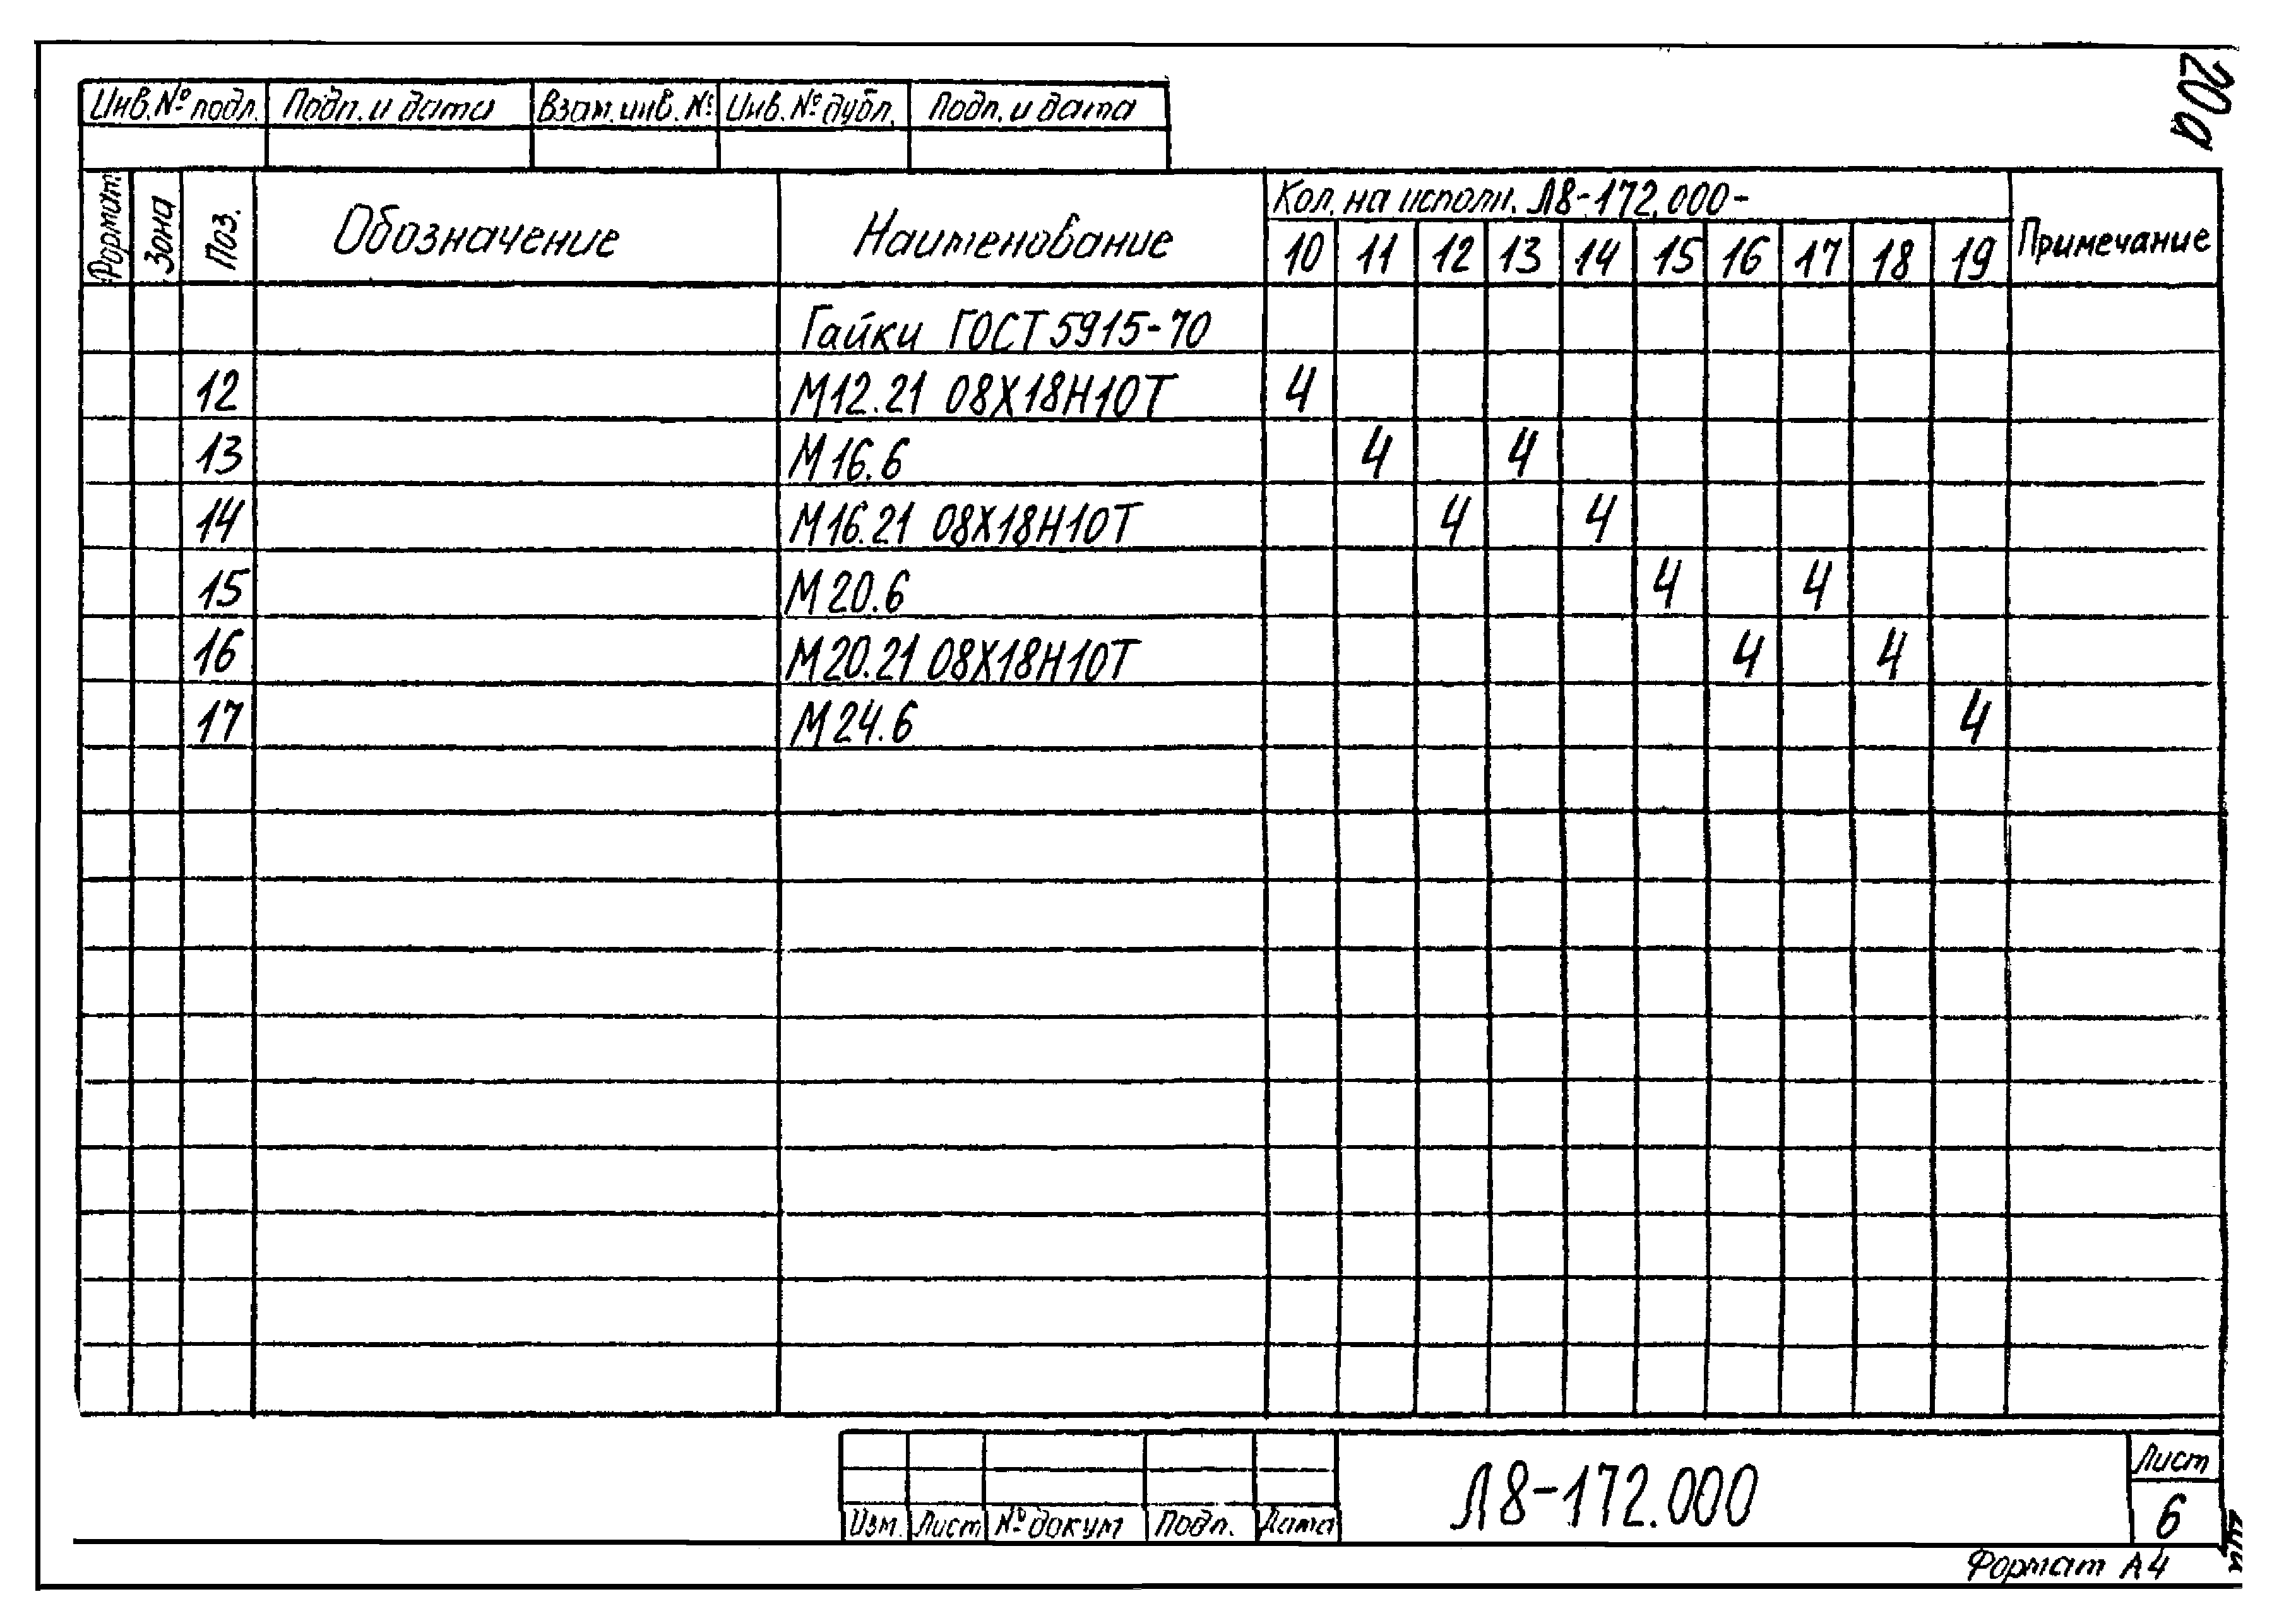 20а
Инв.№ подл. Подп. и дата Взам. инв. № Инв. № дубл. Подп. и дата
Формат Зона Поз. Обозначение Наименование Кол. на исполн. Л8-172.000- Примечание
10 11 12 13 14 15 16 17 18 19
Гайки ГОСТ 5915-70
12 М12.21 08Х18Н10Т 4
13 М16.6 4 4
14 М16.21 08Х18Н10Т 4 4
15 М20.6 4 4
16 М20.21 08Х18Н10Т 4 4
17 М24.6 4
Изм. Лист № докум Подп. Дата
Л8-172.000
Лист
6
Формат А4